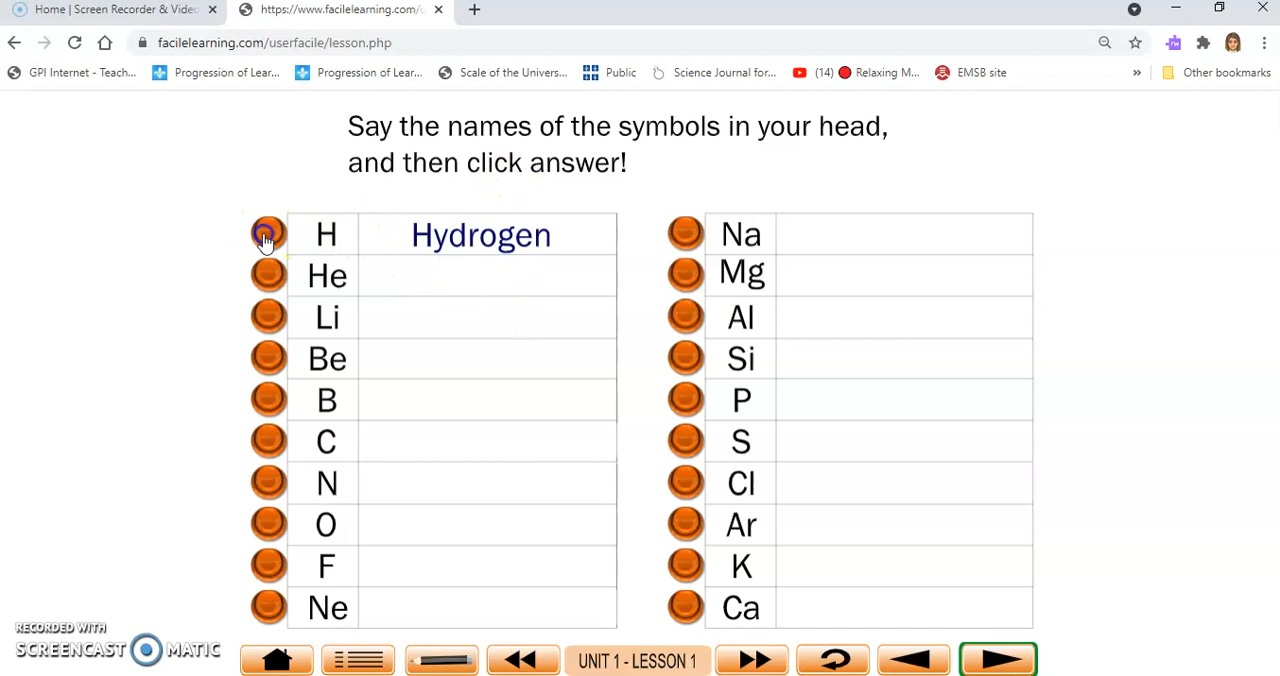 Home | Screen Recorder & Video
https://www.facilelearning.com/u
facilelearning.com/userfacile/lesson.php
GPI Internet - Teach...
Progression of Lear...
Progression of Lear...
Scale of the Univers...
Public
Science Journal for...
(14)
Relaxing M...
EMSB site
»
Other bookmarks
Say the names of the symbols in your head,
and then click answer!
H Hydrogen
He
Li
Be
B
C
N
O
F
Ne
Na
Mg
Al
Si
P
S
Cl
Ar
K
Ca
RECORDED WITH
SCREENCAST MATIC
UNIT 1 - LESSON 1